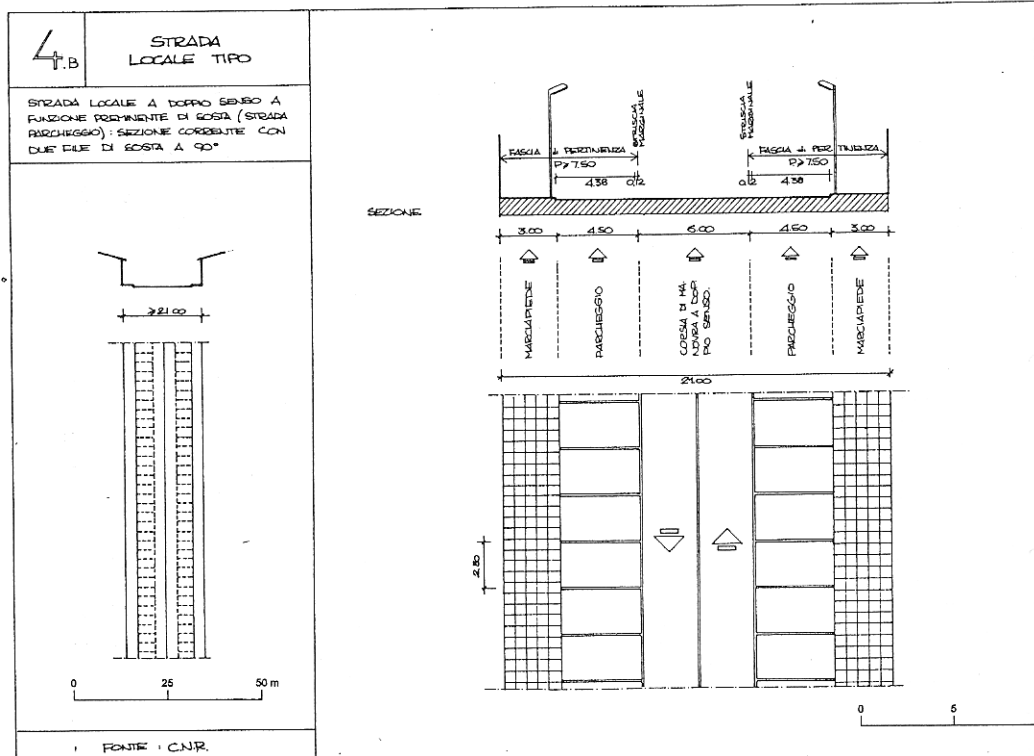 4.B
STRADA
LOCALE TIPO
STRADA LOCALE A DOPPIO SENSO A
FUNZIONE PREMINENTE DI SOSTA (STRADA
PARCHEGGIO) : SEZIONE CORRENTE CON
DUE FILE DI SOSTA A 90°
≥21.00
0 25 50 m
FONTE : C.N.R.
STRISCIA
MARGINALE
STRISCIA
MARGINALE
FASCIA di PERTINENZA
P≥7.50
4.38 0,12
FASCIA di PERTINENZA
P≥7.50
0,12 4.38
SEZIONE
3.00 4.50 6.00 4.50 3.00
MARCIAPIEDE
PARCHEGGIO
CORSIA DI MA-
NOVRA A DOP-
PIO SENSO.
PARCHEGGIO
MARCIAPIEDE
21.00
2.50
0 5